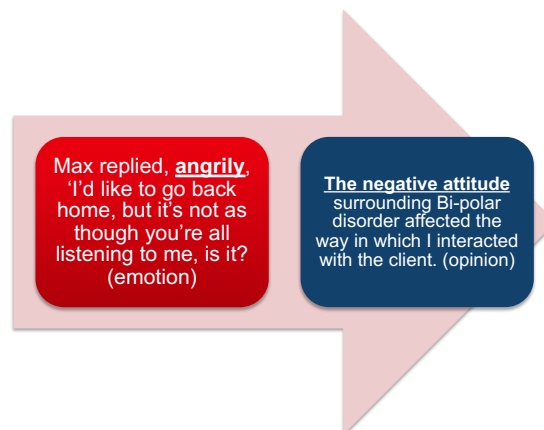 Max replied, angrily,
‘I’d like to go back
home, but it’s not as
though you’re all
listening to me, is it?
(emotion)
The negative attitude
surrounding Bi-polar
disorder affected the
way in which I interacted
with the client. (opinion)